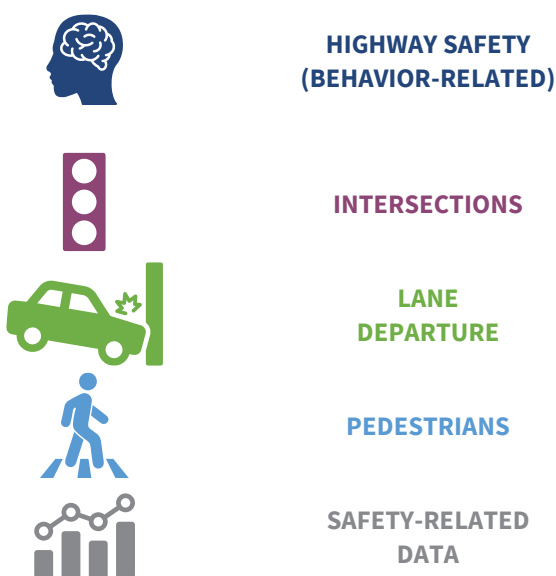 HIGHWAY SAFETY
(BEHAVIOR-RELATED)
INTERSECTIONS
LANE
DEPARTURE
PEDESTRIANS
SAFETY-RELATED
DATA